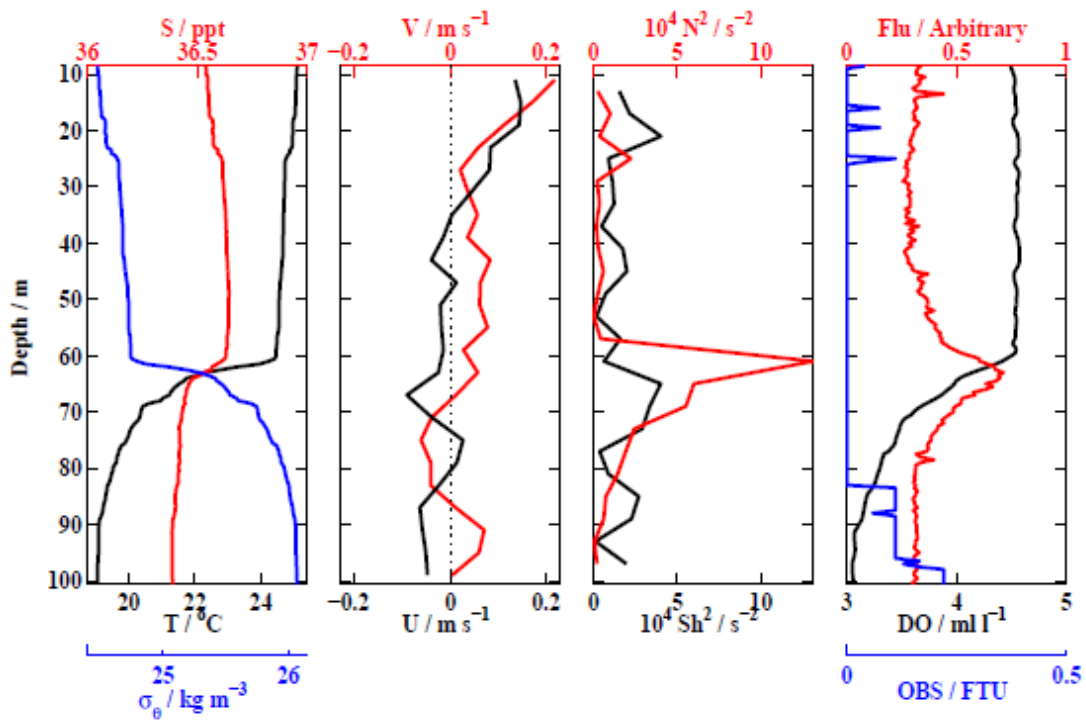 S / ppt
36 36.5 37
V / m s⁻¹
−0.2 0 0.2
10⁴ N² / s⁻²
0 5 10
Flu / Arbitrary
0 0.5 1
Depth / m
10
20
30
40
50
60
70
80
90
100
20 22 24
T / ⁰C
−0.2 0 0.2
U / m s⁻¹
0 5 10
10⁴ Sh² / s⁻²
3 4 5
DO / ml l⁻¹
25 26
σ_θ / kg m⁻³
0 0.5
OBS / FTU